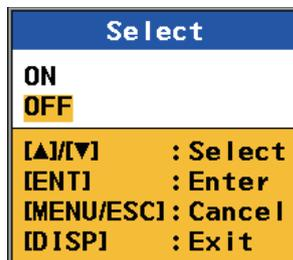 Select
ON
OFF
[▲]/[▼] :Select
[ENT] :Enter
[MENU/ESC]:Cancel
[DISP] :Exit